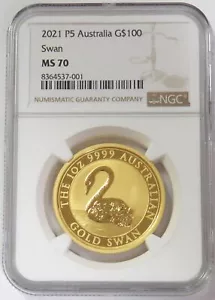 2021 P5 Australia G$100
Swan
MS 70
8364537-001
NUMISMATIC GUARANTY COMPANY
NGC
THE 1OZ 9999 AUSTRALIAN
GOLD SWAN